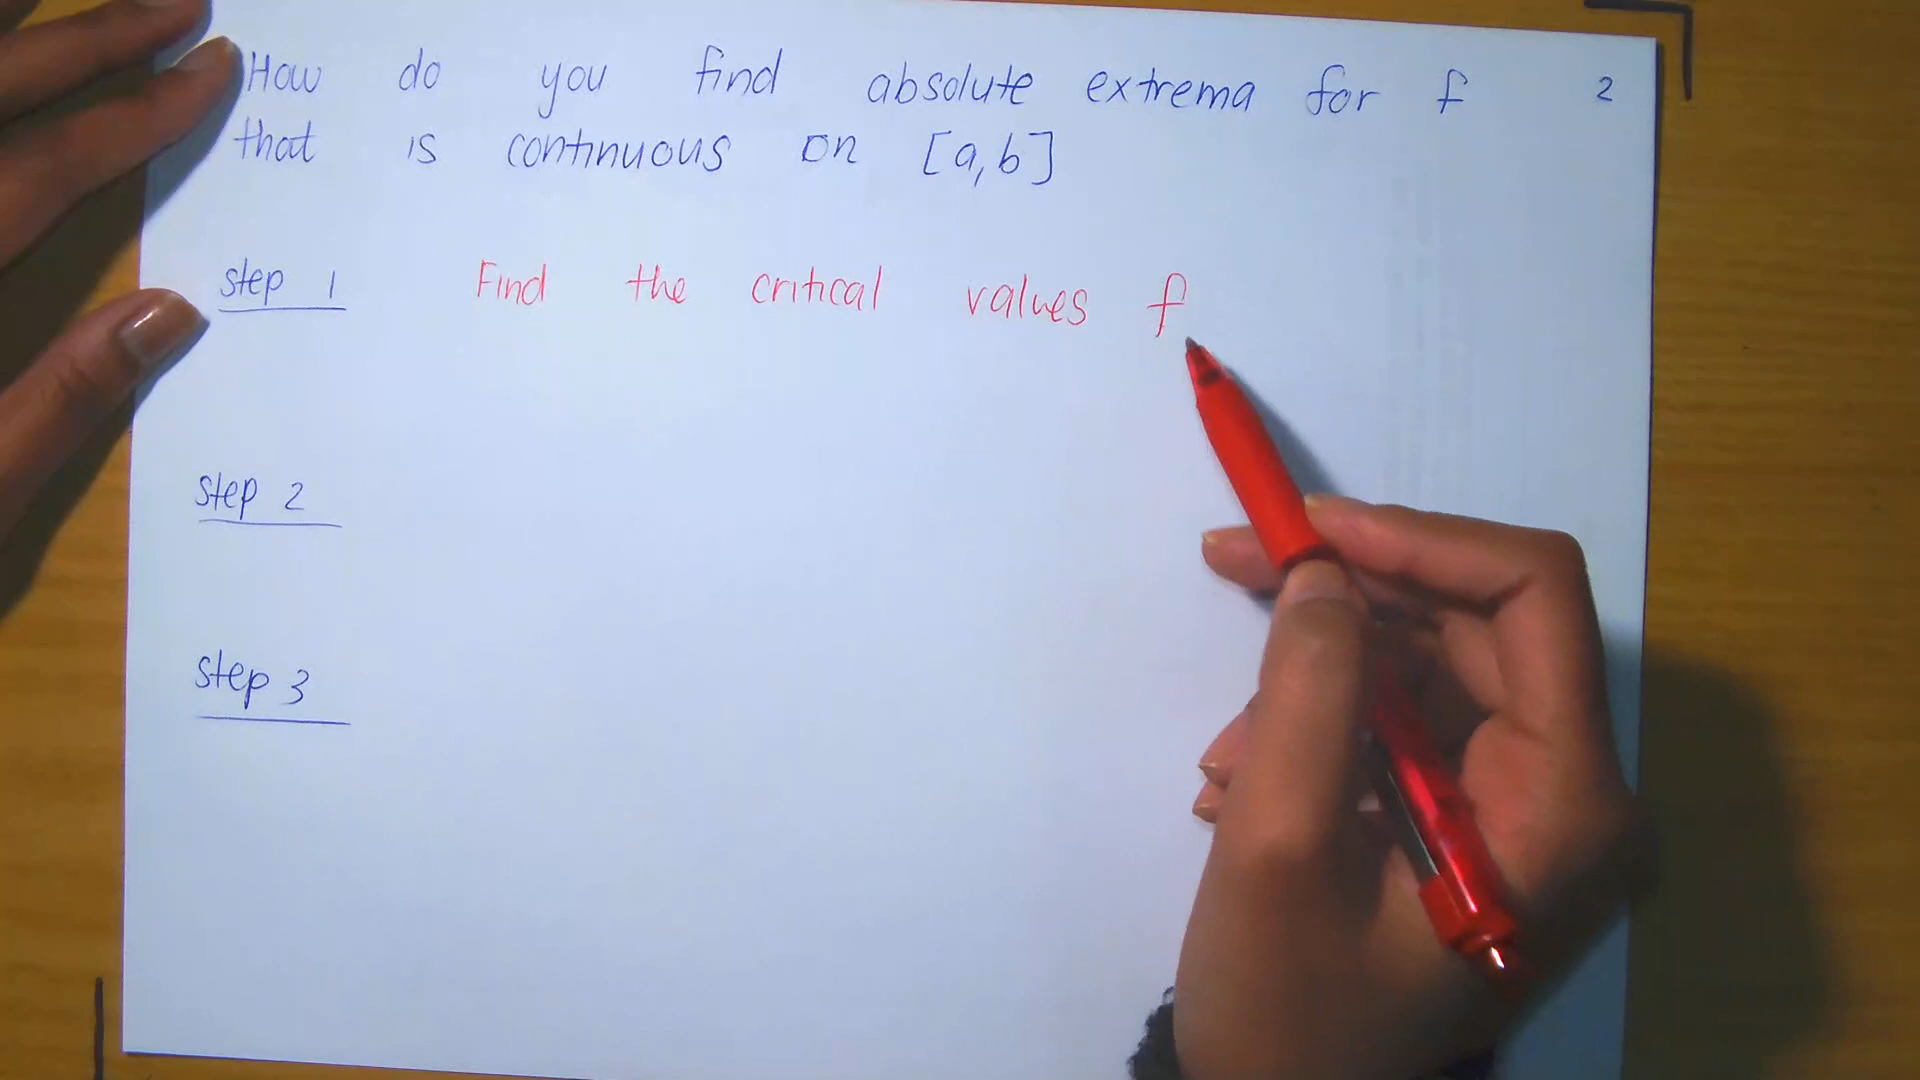 How do you find absolute extrema for f 2
that is continuous on [a,b]
step 1 Find the critical values f
step 2
step 3